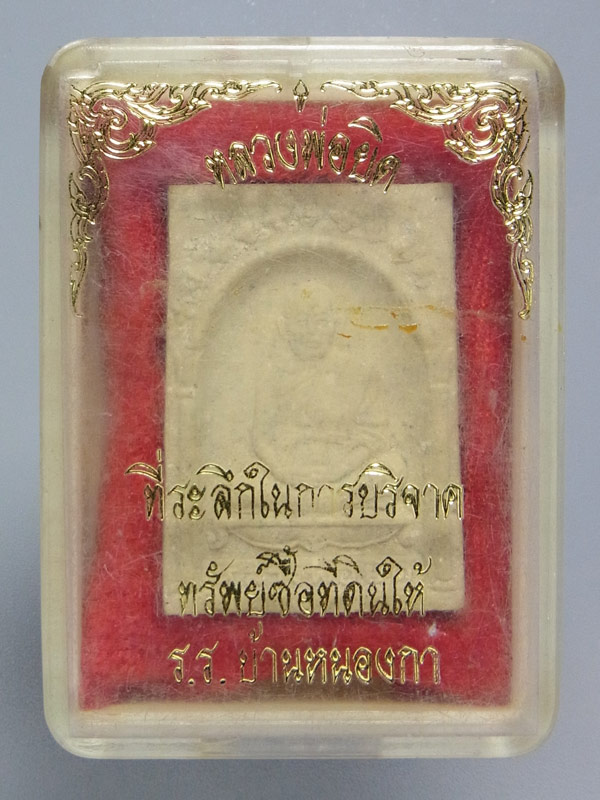 หลวงพ่อยิด
ที่ระลึกในการบริจาค
ทรัพย์ซื้อที่ดินให้
ร.ร. บ้านหนองกา